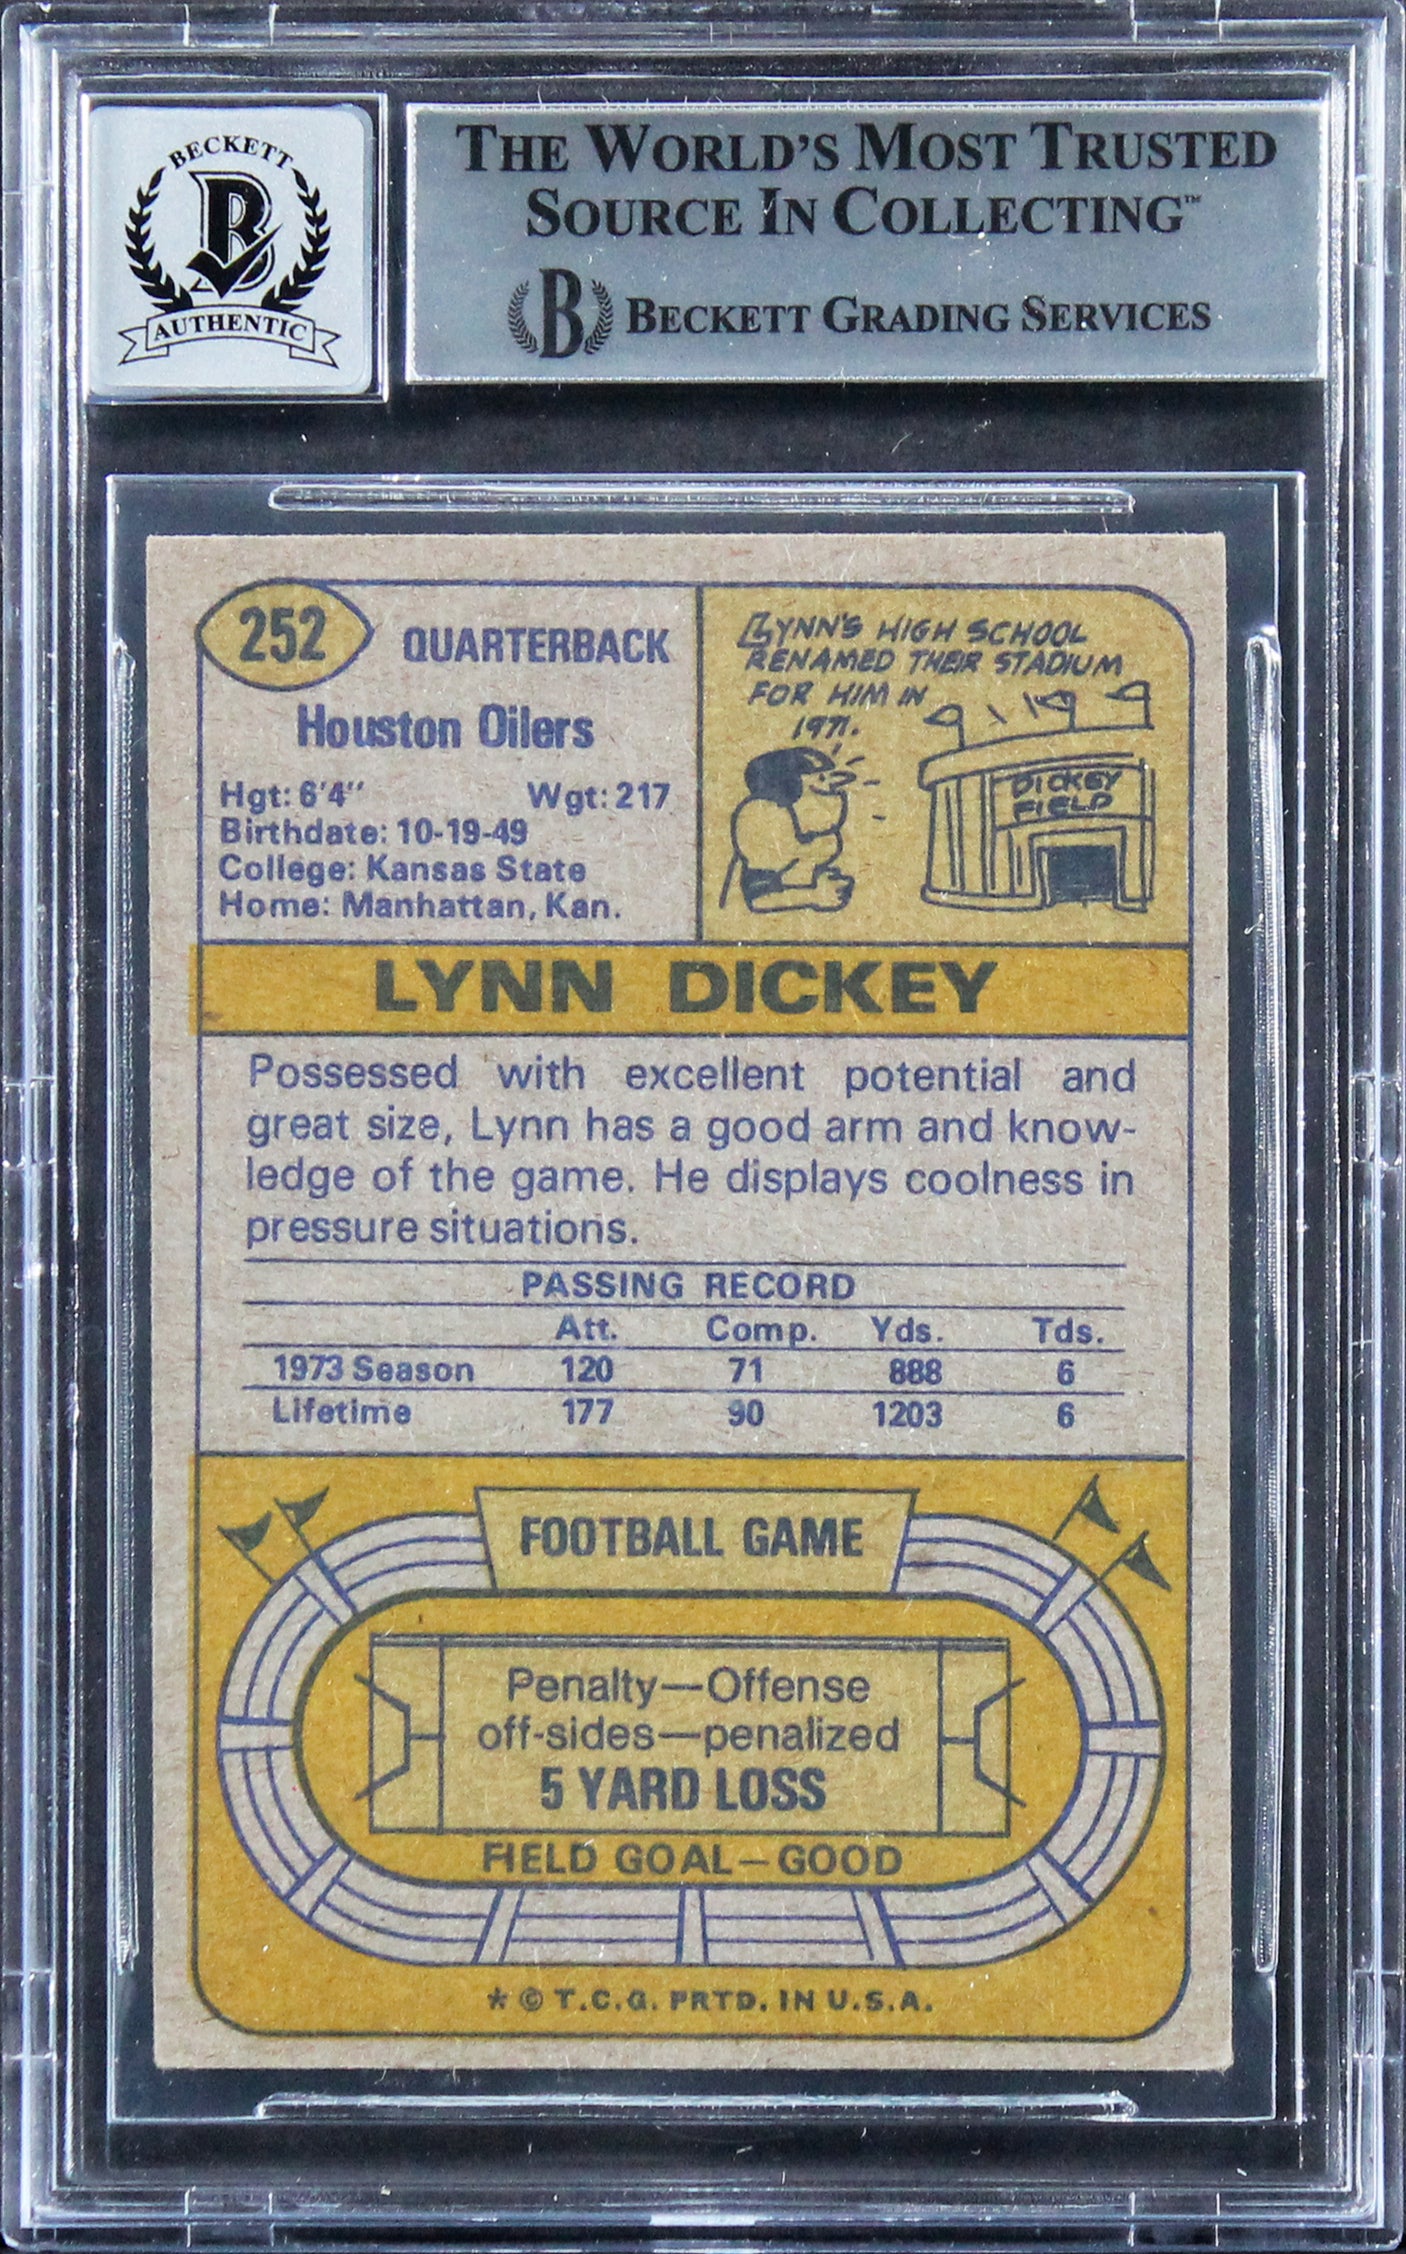 BECKETT
B
AUTHENTIC
THE WORLD'S MOST TRUSTED
SOURCE IN COLLECTING™
B BECKETT GRADING SERVICES
252
QUARTERBACK
Houston Oilers
Hgt: 6'4" Wgt: 217
Birthdate: 10-19-49
College: Kansas State
Home: Manhattan, Kan.
LYNN'S HIGH SCHOOL
RENAMED THEIR STADIUM
FOR HIM IN
1971.
DICKEY
FIELD
LYNN DICKEY
Possessed with excellent potential and
great size, Lynn has a good arm and know-
ledge of the game. He displays coolness in
pressure situations.
PASSING RECORD
Att. Comp. Yds. Tds.
1973 Season 120 71 888 6
Lifetime 177 90 1203 6
FOOTBALL GAME
Penalty—Offense
off-sides—penalized
5 YARD LOSS
FIELD GOAL—GOOD
* © T.C.G. PRTD. IN U.S.A.